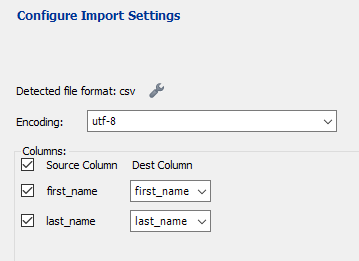 Configure Import Settings
Detected file format: csv
Encoding: utf-8
Columns:
Source Column Dest Column
first_name first_name
last_name last_name